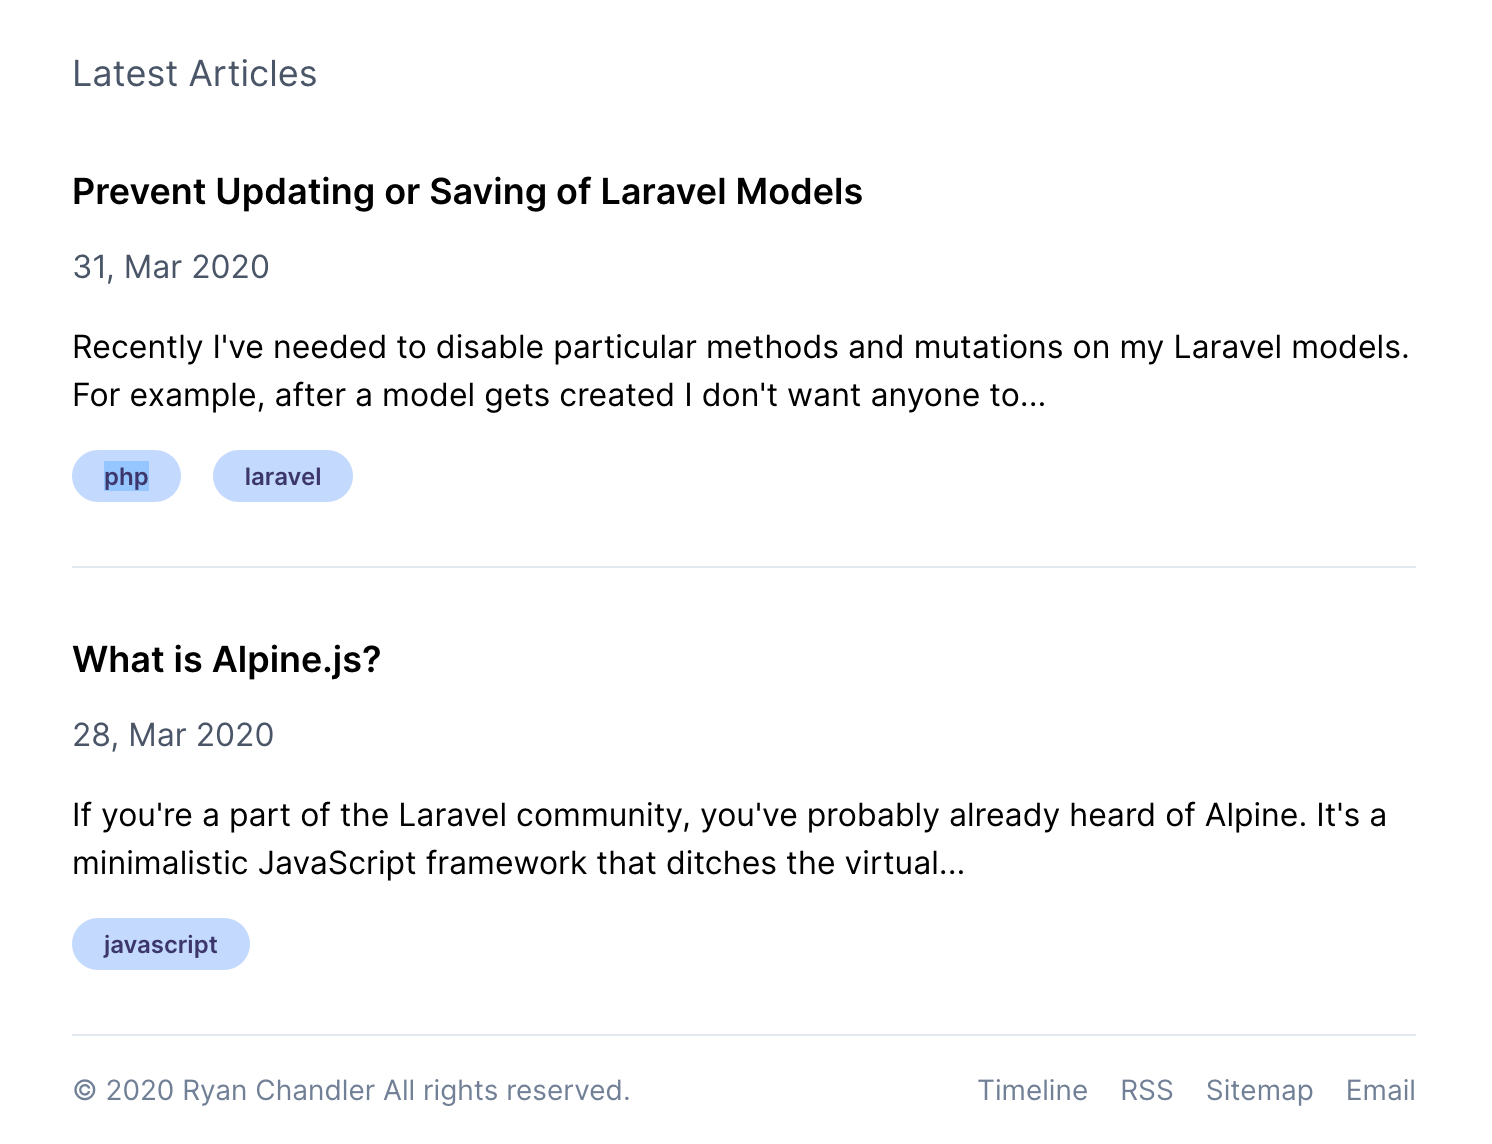 Latest Articles
Prevent Updating or Saving of Laravel Models
31, Mar 2020
Recently I've needed to disable particular methods and mutations on my Laravel models.
For example, after a model gets created I don't want anyone to...
php laravel
What is Alpine.js?
28, Mar 2020
If you're a part of the Laravel community, you've probably already heard of Alpine. It's a
minimalistic JavaScript framework that ditches the virtual...
javascript
© 2020 Ryan Chandler All rights reserved. Timeline RSS Sitemap Email